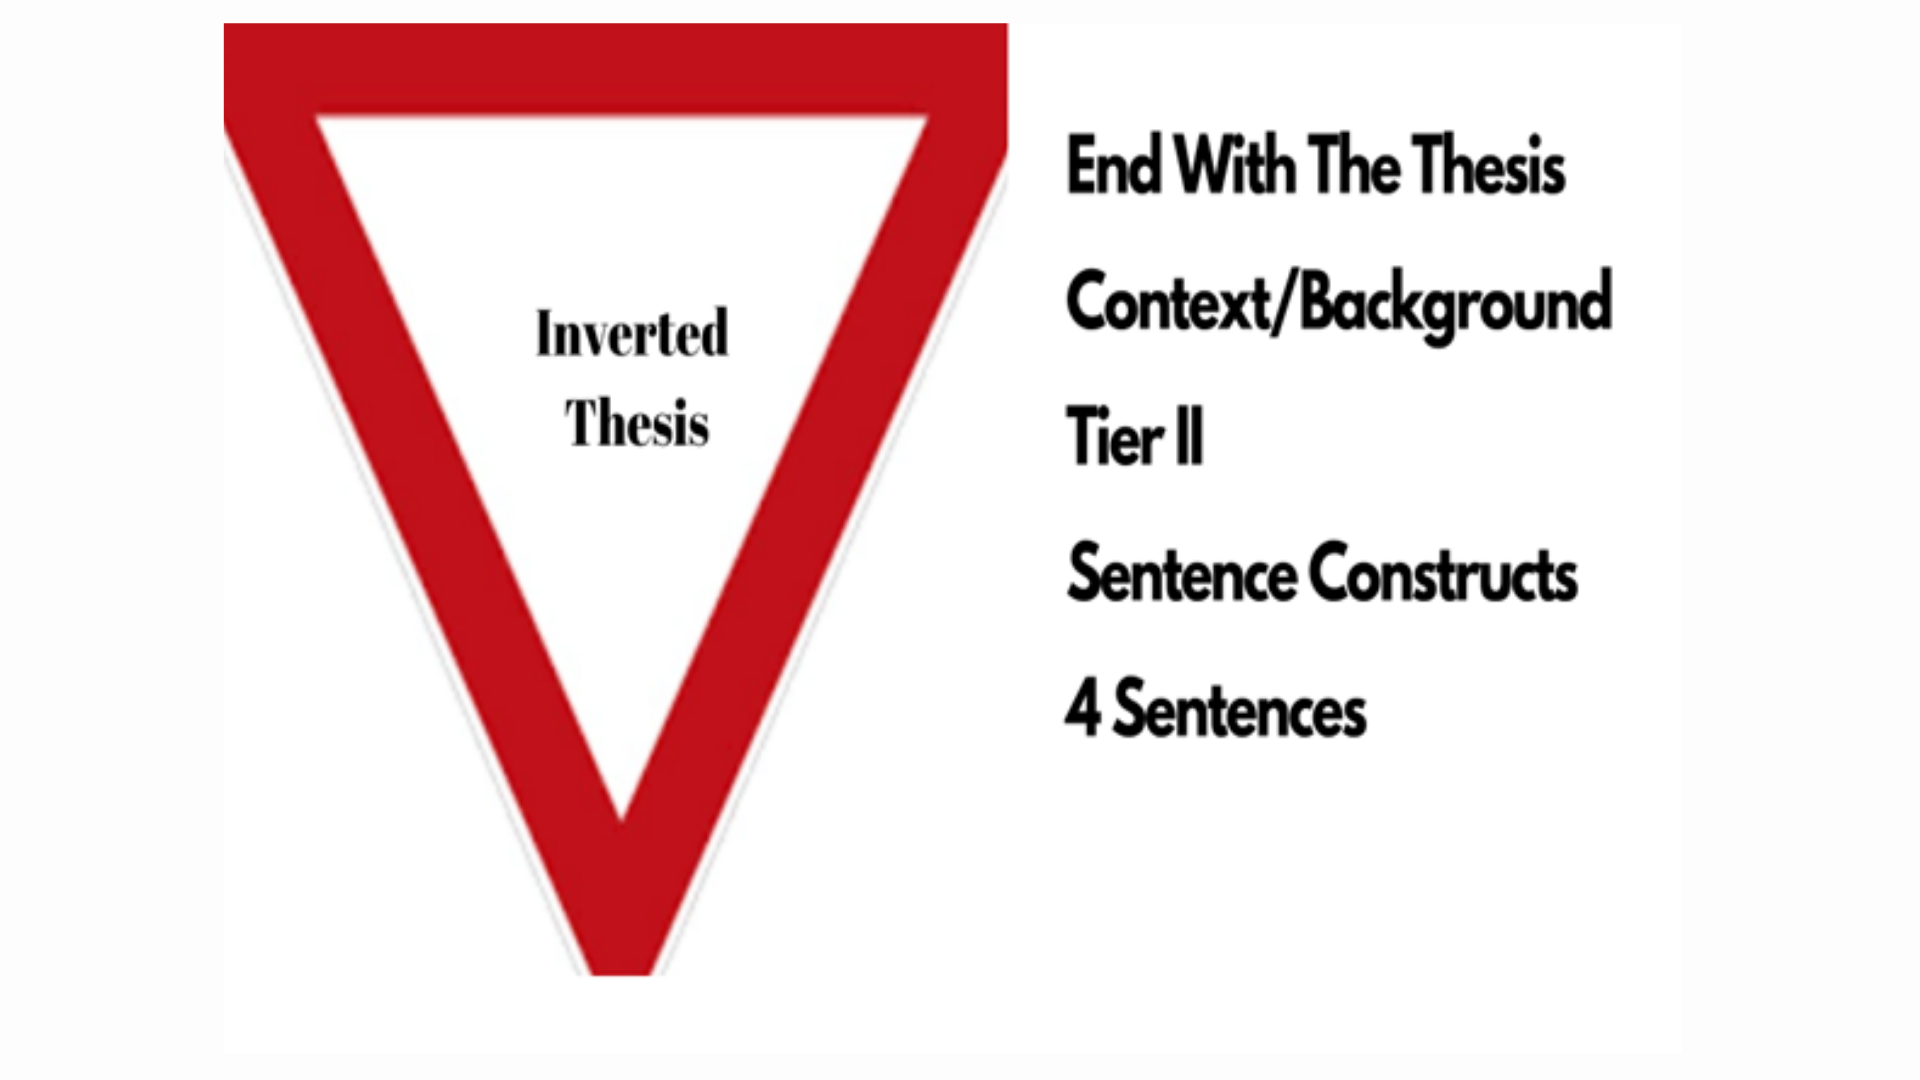 Inverted
Thesis
End With The Thesis
Context/Background
Tier II
Sentence Constructs
4 Sentences